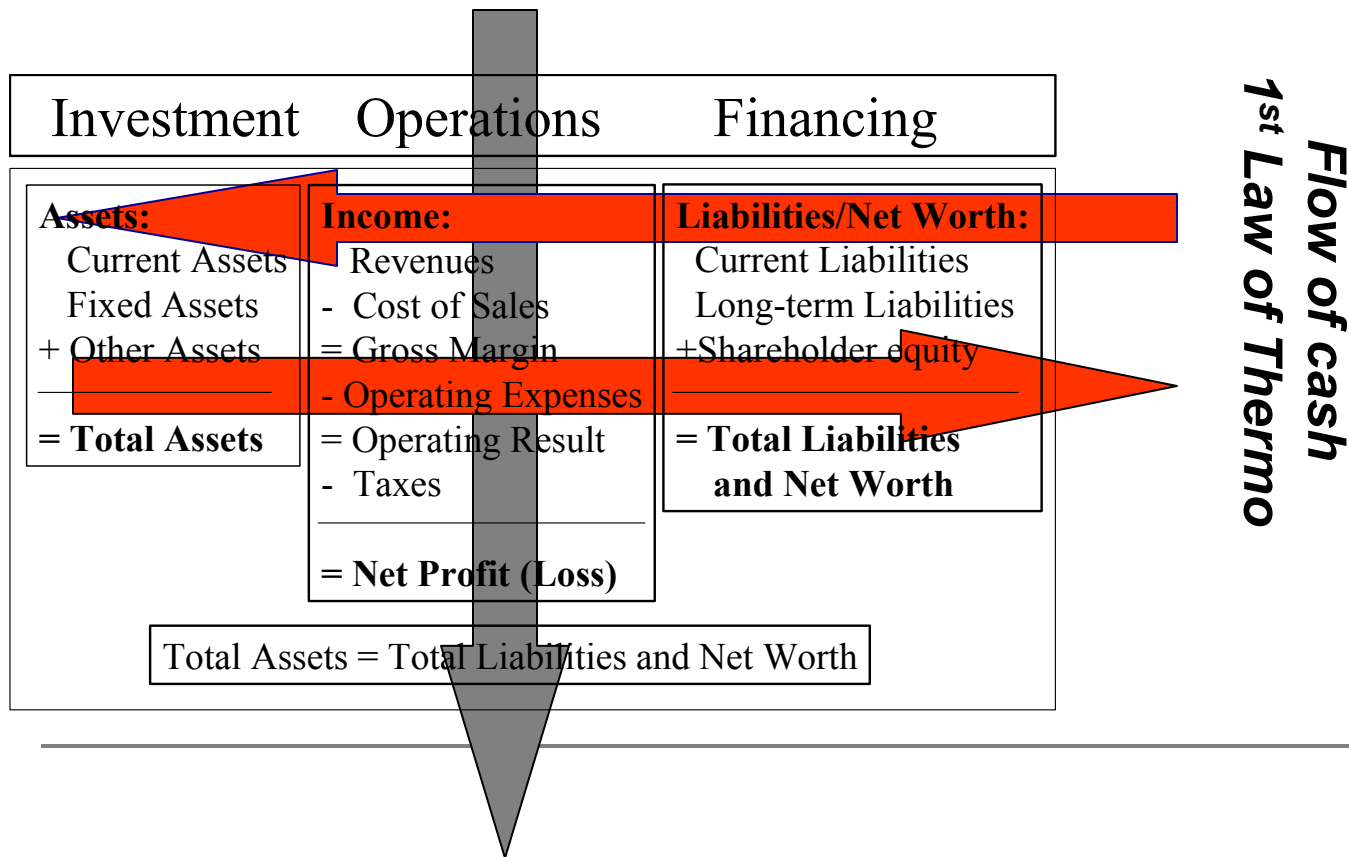 Investment Operations Financing
Assets:
Current Assets
Fixed Assets
+ Other Assets
= Total Assets
Income:
Revenues
- Cost of Sales
= Gross Margin
- Operating Expenses
= Operating Result
- Taxes
= Net Profit (Loss)
Liabilities/Net Worth:
Current Liabilities
Long-term Liabilities
+Shareholder equity
= Total Liabilities
and Net Worth
Total Assets = Total Liabilities and Net Worth
Flow of cash
1st Law of Thermo